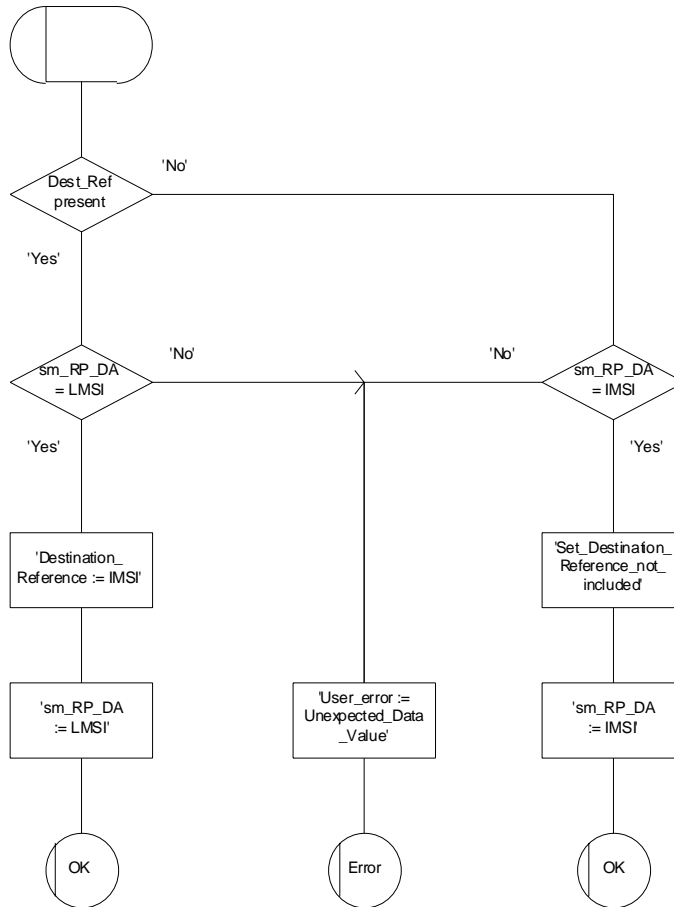 'No'
Dest_Ref
present
'Yes'
sm_RP_DA
= LMSI
'No'
'No'
sm_RP_DA
= IMSI
'Yes'
'Yes'
'Destination_
Reference := IMSI'
'Set_Destination_
Reference_not_
included'
'sm_RP_DA
:= LMSI'
'User_error :=
Unexpected_Data
_Value'
'sm_RP_DA
:= IMSI'
OK
Error
OK